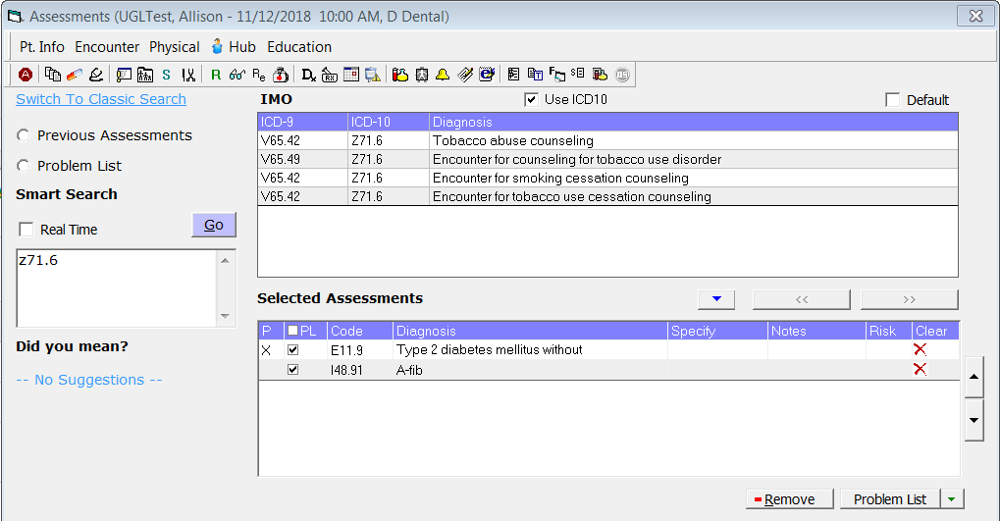 Assessments (UGLTest, Allison - 11/12/2018 10:00 AM, D Dental)
Pt. Info Encounter Physical Hub Education
A S R Re Dx Rx
Switch To Classic Search
IMO Use ICD10 Default
ICD-9 ICD-10 Diagnosis
Previous Assessments
V65.42 Z71.6 Tobacco abuse counseling
V65.49 Z71.6 Encounter for counseling for tobacco use disorder
Problem List
V65.42 Z71.6 Encounter for smoking cessation counseling
Smart Search
V65.42 Z71.6 Encounter for tobacco use cessation counseling
Real Time Go
z71.6
Selected Assessments << >>
P PL Code Diagnosis Specify Notes Risk Clear
Did you mean?
X E11.9 Type 2 diabetes mellitus without
I48.91 A-fib
-- No Suggestions --
Remove Problem List